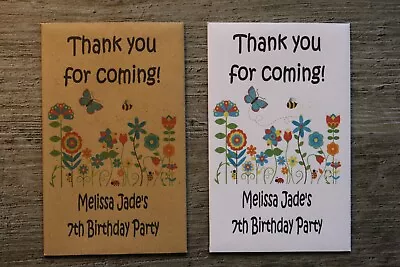 Thank you
for coming!
Melissa Jade's
7th Birthday Party
Thank you
for coming!
Melissa Jade's
7th Birthday Party